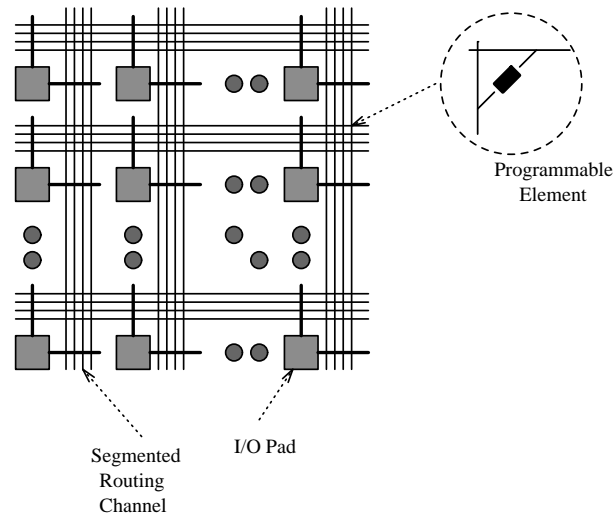 Programmable
Element
Segmented
Routing
Channel
I/O Pad